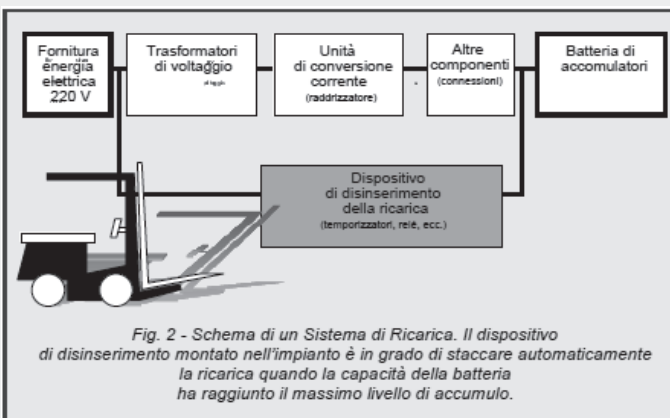 Fornitura
energia
elettrica
220 V
Trasformatori
di voltaggio
Unità
di conversione
corrente
(raddrizzatore)
Altre
componenti
(connessioni)
Batteria di
accomulatori
Dispositivo
di disinserimento
della ricarica
(temporizzatori, relè, ecc.)
Fig. 2 - Schema di un Sistema di Ricarica. Il dispositivo
di disinserimento montato nell'impianto è in grado di staccare automaticamente
la ricarica quando la capacità della batteria
ha raggiunto il massimo livello di accumulo.